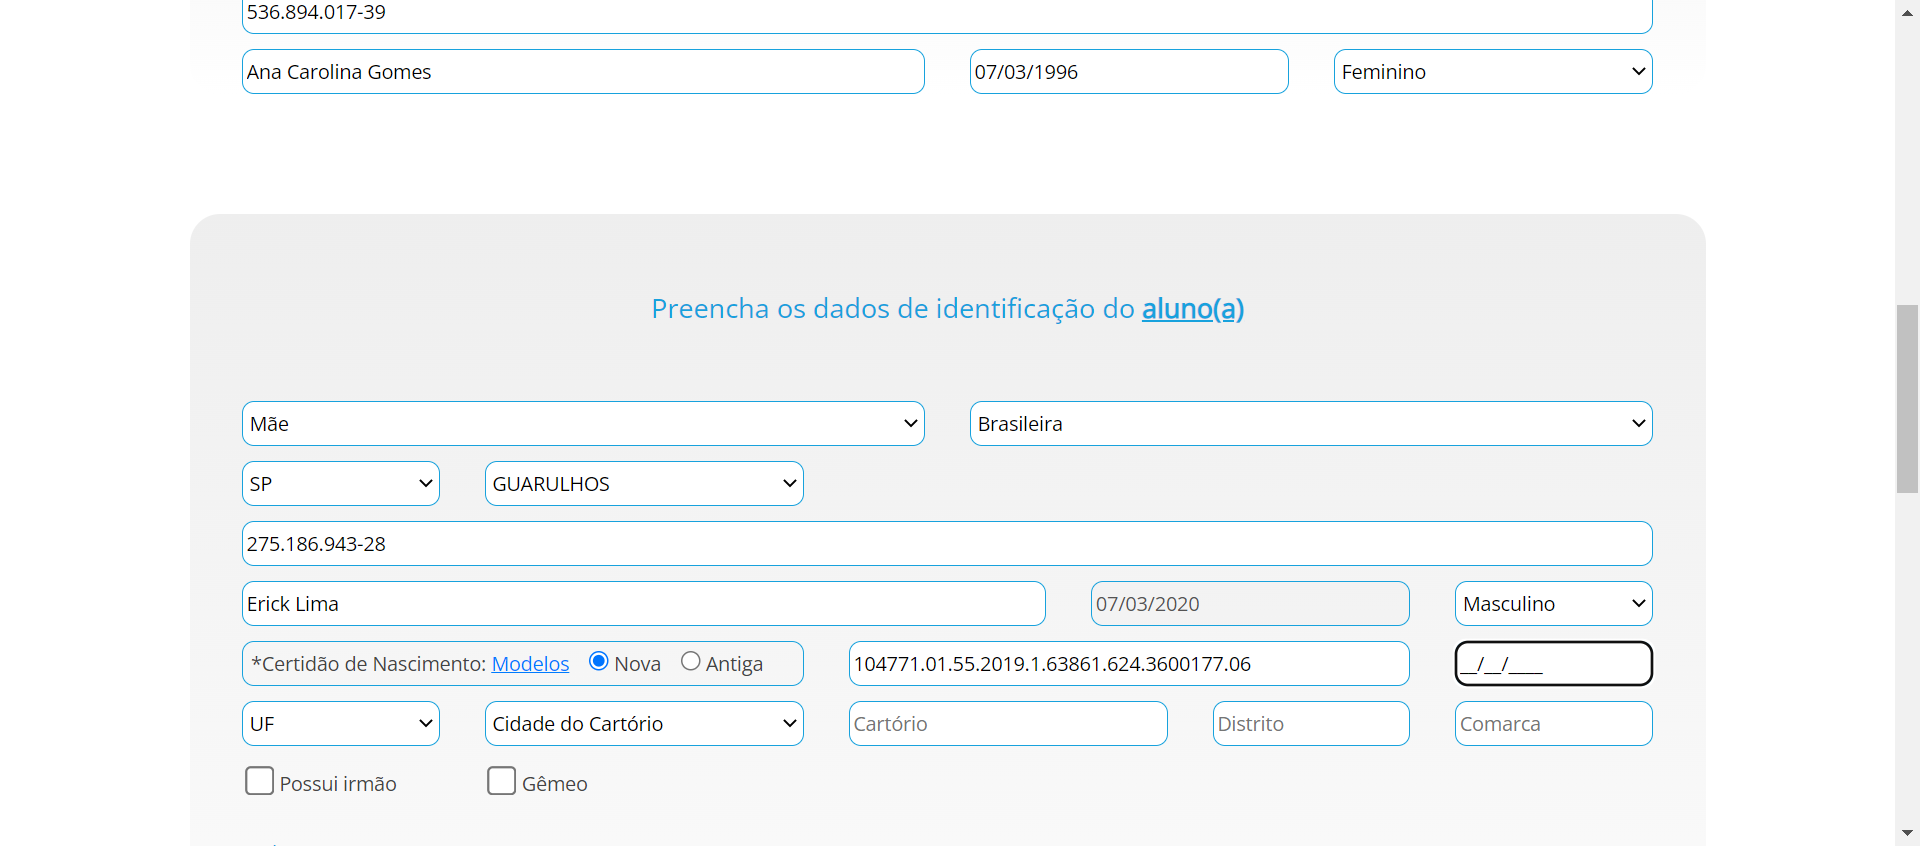 536.894.017-39
Ana Carolina Gomes 07/03/1996 Feminino
Preencha os dados de identificação do aluno(a)
Mãe Brasileira
SP GUARULHOS
275.186.943-28
Erick Lima 07/03/2020 Masculino
*Certidão de Nascimento: Modelos Nova Antiga 104771.01.55.2019.1.63861.624.3600177.06 __/__/____
UF Cidade do Cartório Cartório Distrito Comarca
Possui irmão Gêmeo